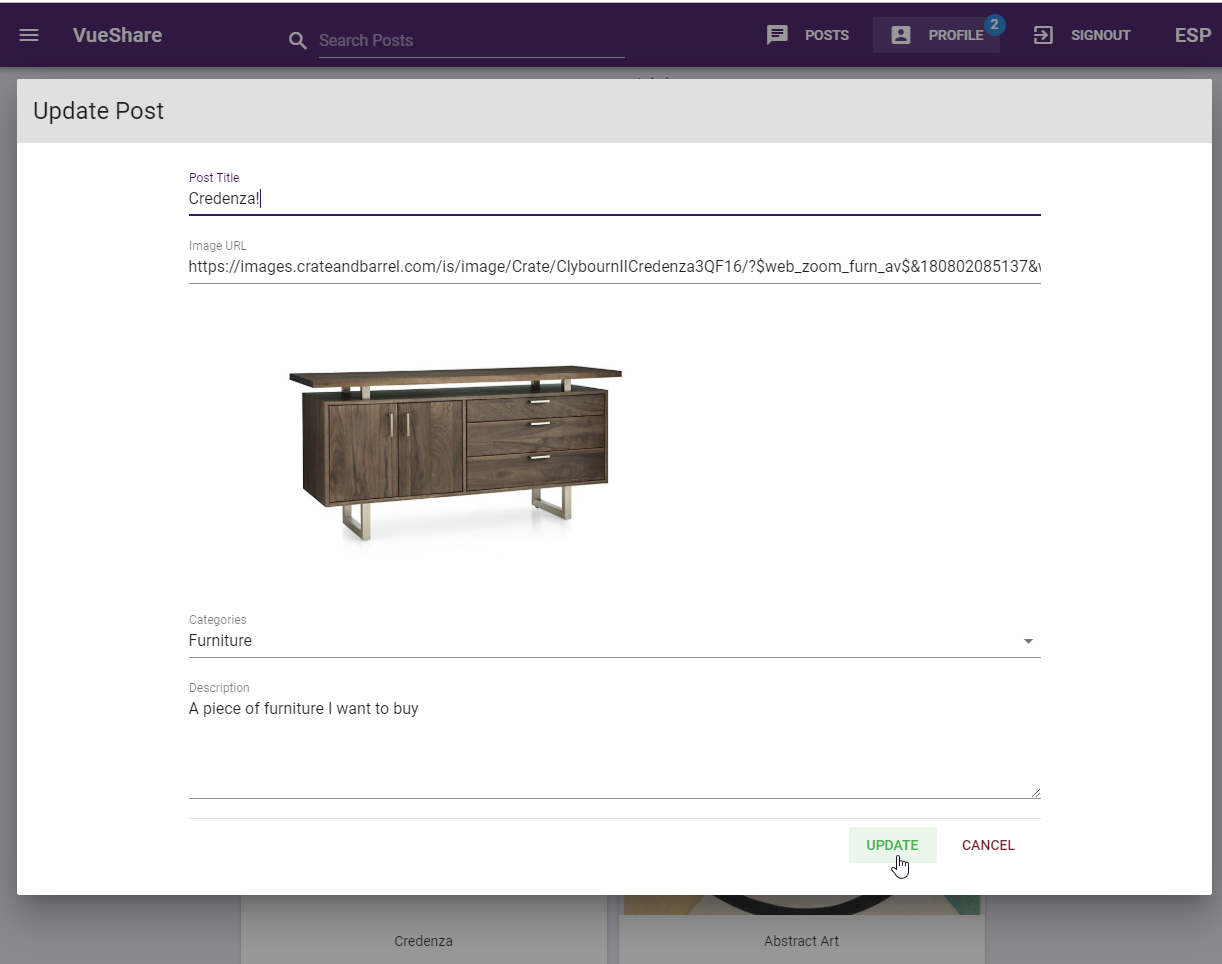 VueShare
Search Posts
POSTS
PROFILE
2
SIGNOUT
ESP
Update Post
Post Title
Credenza!
Image URL
https://images.crateandbarrel.com/is/image/Crate/ClybournIICredenza3QF16/?$web_zoom_furn_av$&180802085137&
Categories
Furniture
Description
A piece of furniture I want to buy
UPDATE
CANCEL
Credenza
Abstract Art